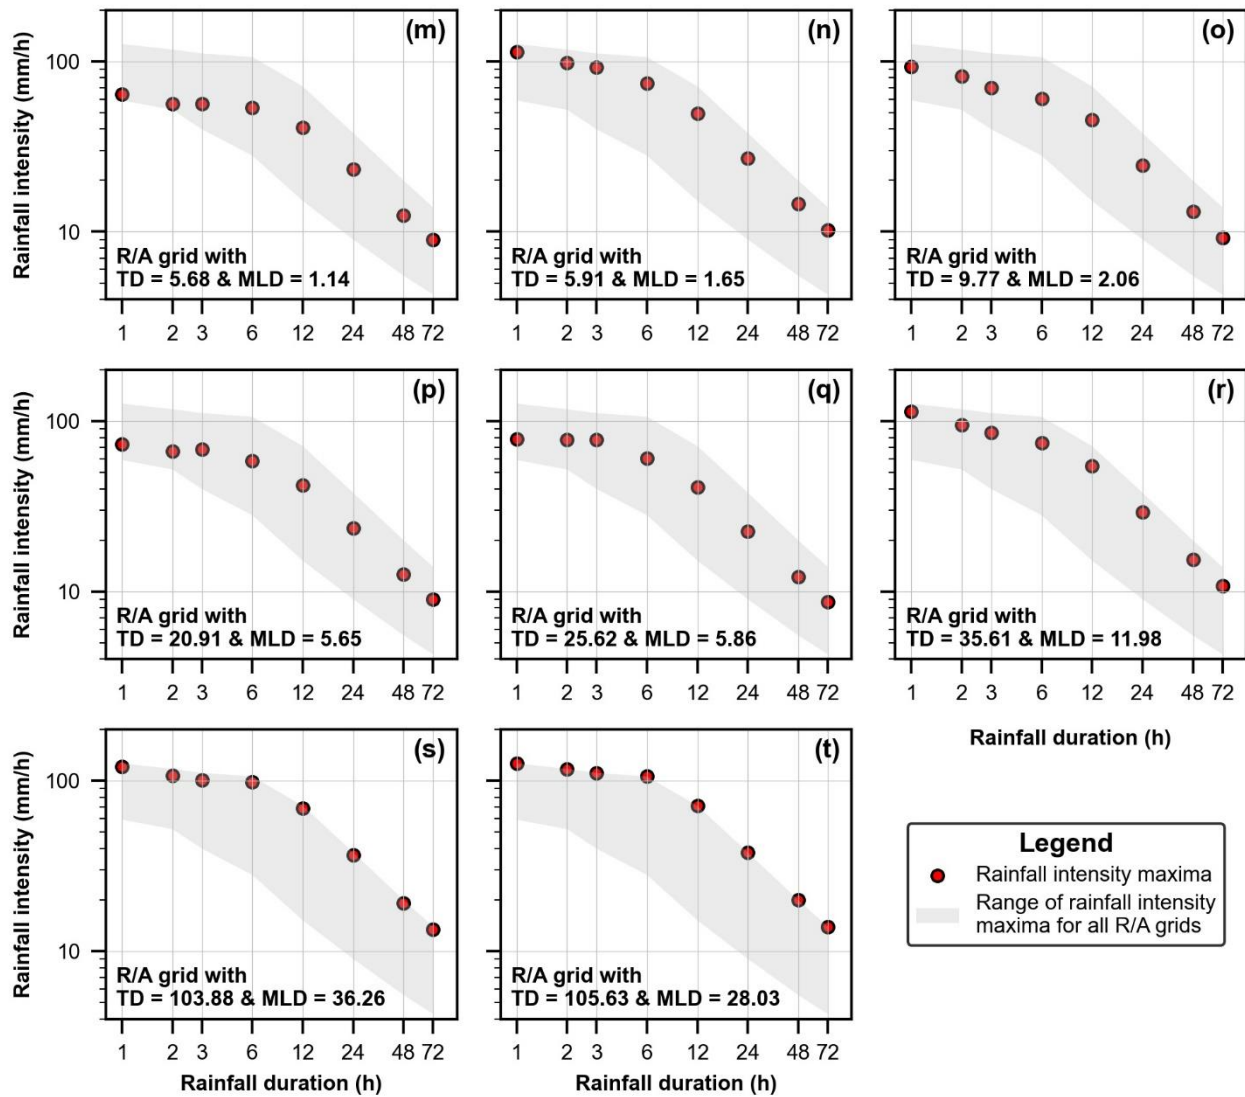 Rainfall intensity (mm/h)
100
10
(m)
R/A grid with
TD = 5.68 & MLD = 1.14
1 2 3 6 12 24 48 72
(n)
R/A grid with
TD = 5.91 & MLD = 1.65
1 2 3 6 12 24 48 72
(o)
R/A grid with
TD = 9.77 & MLD = 2.06
1 2 3 6 12 24 48 72
Rainfall intensity (mm/h)
100
10
(p)
R/A grid with
TD = 20.91 & MLD = 5.65
1 2 3 6 12 24 48 72
(q)
R/A grid with
TD = 25.62 & MLD = 5.86
1 2 3 6 12 24 48 72
(r)
R/A grid with
TD = 35.61 & MLD = 11.98
1 2 3 6 12 24 48 72
Rainfall duration (h)
Rainfall intensity (mm/h)
100
10
(s)
R/A grid with
TD = 103.88 & MLD = 36.26
1 2 3 6 12 24 48 72
Rainfall duration (h)
(t)
R/A grid with
TD = 105.63 & MLD = 28.03
1 2 3 6 12 24 48 72
Rainfall duration (h)
Legend
Rainfall intensity maxima
Range of rainfall intensity
maxima for all R/A grids